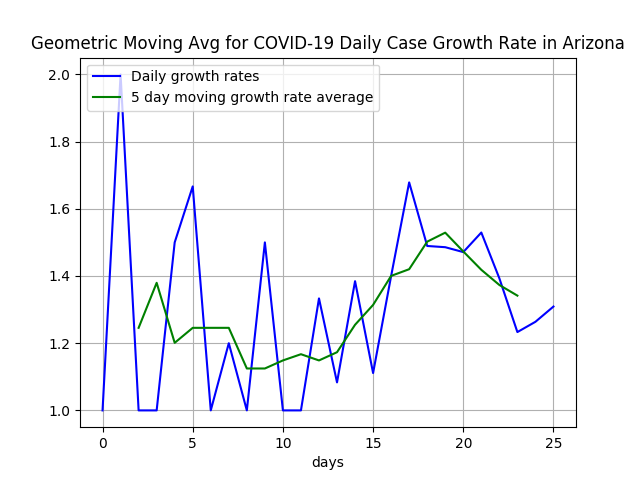 Geometric Moving Avg for COVID-19 Daily Case Growth Rate in Arizona
Daily growth rates
5 day moving growth rate average
2.0
1.8
1.6
1.4
1.2
1.0
0 5 10 15 20 25
days